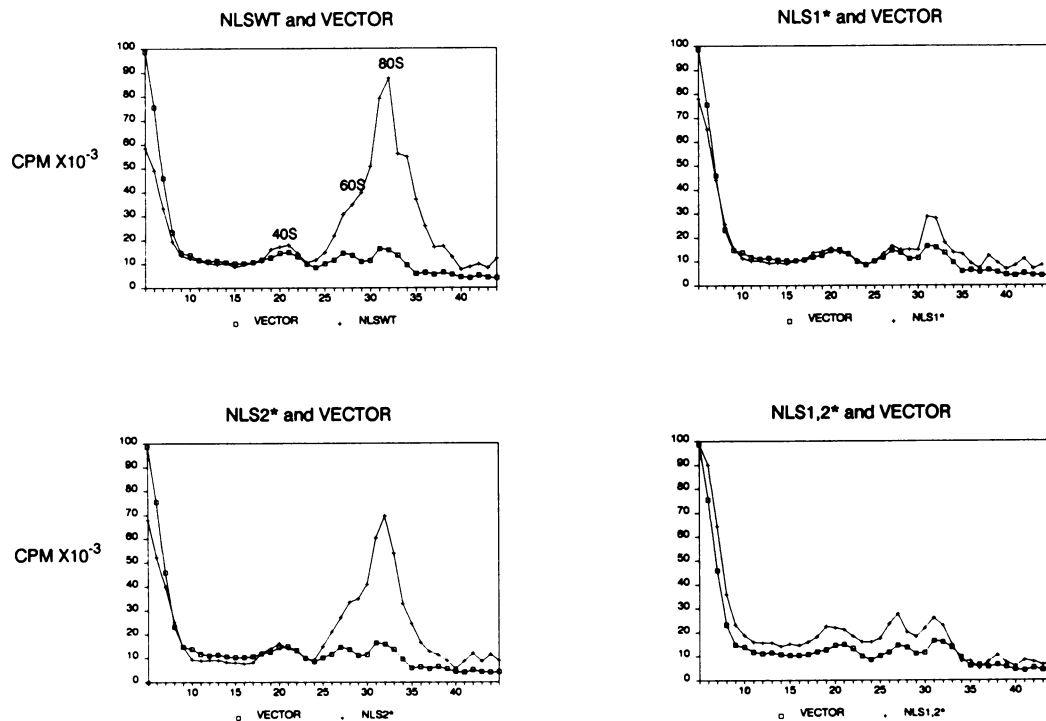 NLSWT and VECTOR
100
90
80
70
60
50
40
30
20
10
0
CPM X10-3
80S
60S
40S
10 15 20 25 30 35 40
VECTOR NLSWT
NLS1* and VECTOR
100
90
80
70
60
50
40
30
20
10
0
10 15 20 25 30 35 40
VECTOR NLS1*
NLS2* and VECTOR
100
90
80
70
60
50
40
30
20
10
0
CPM X10-3
10 15 20 25 30 35 40
VECTOR NLS2*
NLS1,2* and VECTOR
100
90
80
70
60
50
40
30
20
10
0
10 15 20 25 30 35 40
VECTOR NLS1,2*